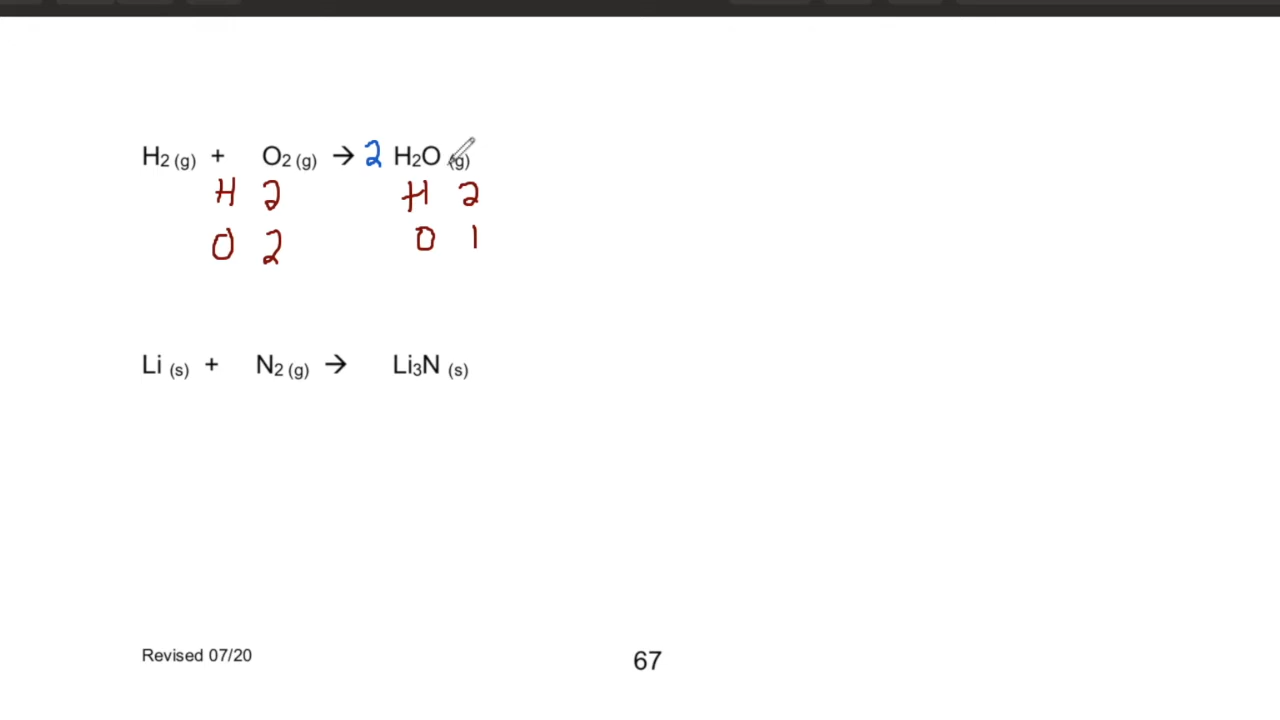 H2 (g) + O2 (g) → 2 H2O (g)
H 2 H 2
O 2 O 1
Li (s) + N2 (g) → Li3N (s)
Revised 07/20
67